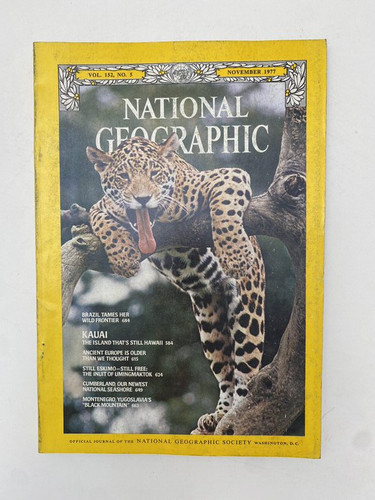 VOL. 152, NO. 5
NOVEMBER 1977
NATIONAL
GEOGRAPHIC
BRAZIL TAMES HER
WILD FRONTIER 684
KAUAI
THE ISLAND THAT'S STILL HAWAII 584
ANCIENT EUROPE IS OLDER
THAN WE THOUGHT 615
STILL ESKIMO—STILL FREE:
THE INUIT OF UMINGMAKTOK 624
CUMBERLAND, OUR NEWEST
NATIONAL SEASHORE 648
MONTENEGRO, YUGOSLAVIA'S
"BLACK MOUNTAIN" 663
OFFICIAL JOURNAL OF THE NATIONAL GEOGRAPHIC SOCIETY WASHINGTON, D.C.